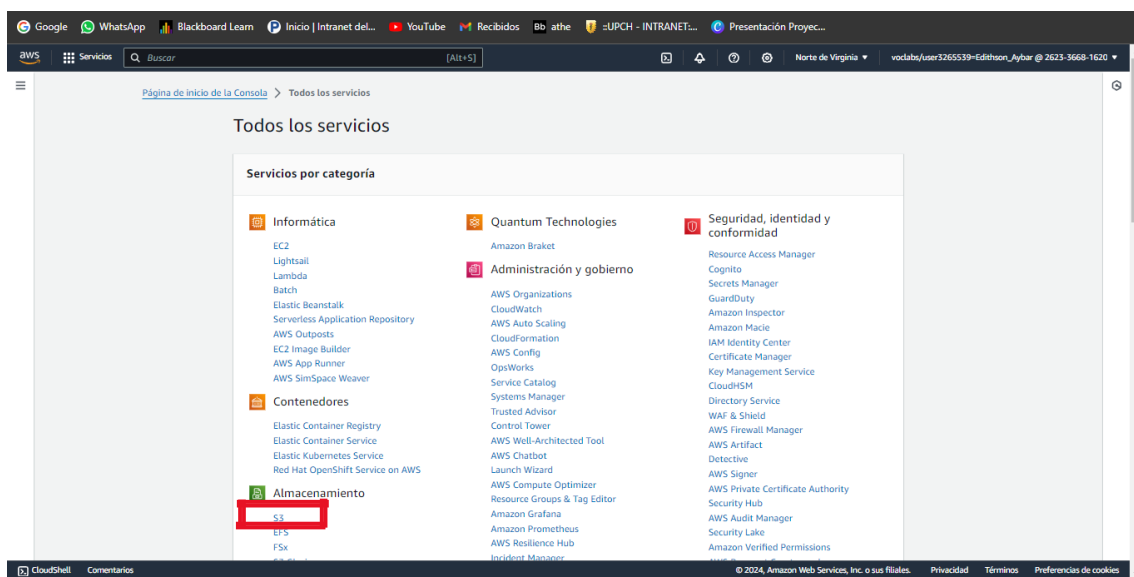 Google WhatsApp Blackboard Learn Inicio | Intranet del... YouTube Recibidos Bb athe ::UPCH - INTRANET:... Presentación Proyec...
aws Servicios Buscar [Alt+S] Norte de Virginia voclabs/user3265539=Edithson_Aybar @ 2623-3668-1620
Página de inicio de la Consola > Todos los servicios
Todos los servicios
Servicios por categoría
Informática
EC2
Lightsail
Lambda
Batch
Elastic Beanstalk
Serverless Application Repository
AWS Outposts
EC2 Image Builder
AWS App Runner
AWS SimSpace Weaver
Contenedores
Elastic Container Registry
Elastic Container Service
Elastic Kubernetes Service
Red Hat OpenShift Service on AWS
Almacenamiento
S3
EFS
FSx
Quantum Technologies
Amazon Braket
Administración y gobierno
AWS Organizations
CloudWatch
AWS Auto Scaling
CloudFormation
AWS Config
OpsWorks
Service Catalog
Systems Manager
Trusted Advisor
Control Tower
AWS Well-Architected Tool
AWS Chatbot
Launch Wizard
AWS Compute Optimizer
Resource Groups & Tag Editor
Amazon Grafana
Amazon Prometheus
AWS Resilience Hub
Incident Manager
Seguridad, identidad y
conformidad
Resource Access Manager
Cognito
Secrets Manager
GuardDuty
Amazon Inspector
Amazon Macie
IAM Identity Center
Certificate Manager
Key Management Service
CloudHSM
Directory Service
WAF & Shield
AWS Firewall Manager
AWS Artifact
Detective
AWS Signer
AWS Private Certificate Authority
Security Hub
AWS Audit Manager
Security Lake
Amazon Verified Permissions
CloudShell Comentarios © 2024, Amazon Web Services, Inc. o sus filiales. Privacidad Términos Preferencias de cookies